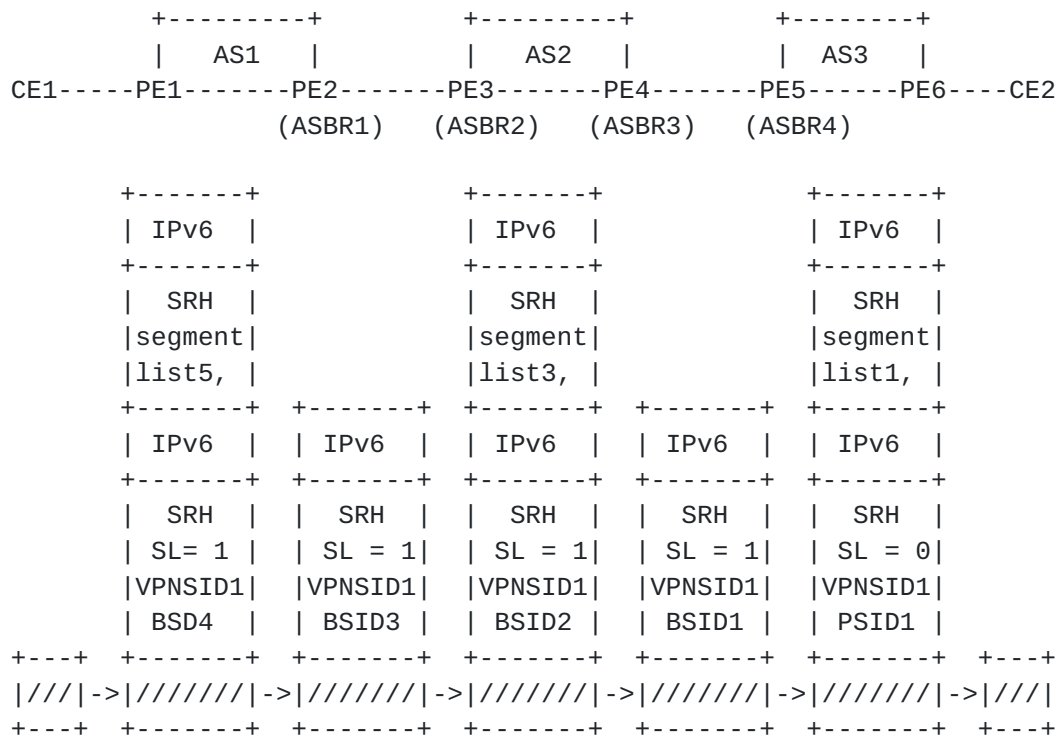 +---------+         +---------+         +--------+
|   AS1   |         |   AS2   |         |  AS3   |
CE1-----PE1-------PE2-------PE3-------PE4-------PE5------PE6----CE2
(ASBR1)   (ASBR2)   (ASBR3)   (ASBR4)
+-------+             +-------+             +-------+
| IPv6  |             | IPv6  |             | IPv6  |
+-------+             +-------+             +-------+
|  SRH  |             |  SRH  |             |  SRH  |
|segment|             |segment|             |segment|
|list5, |             |list3, |             |list1, |
+-------+  +-------+  +-------+  +-------+  +-------+
| IPv6  |  | IPv6  |  | IPv6  |  | IPv6  |  | IPv6  |
+-------+  +-------+  +-------+  +-------+  +-------+
|  SRH  |  |  SRH  |  |  SRH  |  |  SRH  |  |  SRH  |
| SL= 1 |  | SL = 1|  | SL = 1|  | SL = 1|  | SL = 0|
|VPNSID1|  |VPNSID1|  |VPNSID1|  |VPNSID1|  |VPNSID1|
| BSD4  |  | BSID3 |  | BSID2 |  | BSID1 |  | PSID1 |
+---+  +-------+  +-------+  +-------+  +-------+  +-------+  +---+
|///|->|///////|->|///////|->|///////|->|///////|->|///////|->|///|
+---+  +-------+  +-------+  +-------+  +-------+  +-------+  +---+